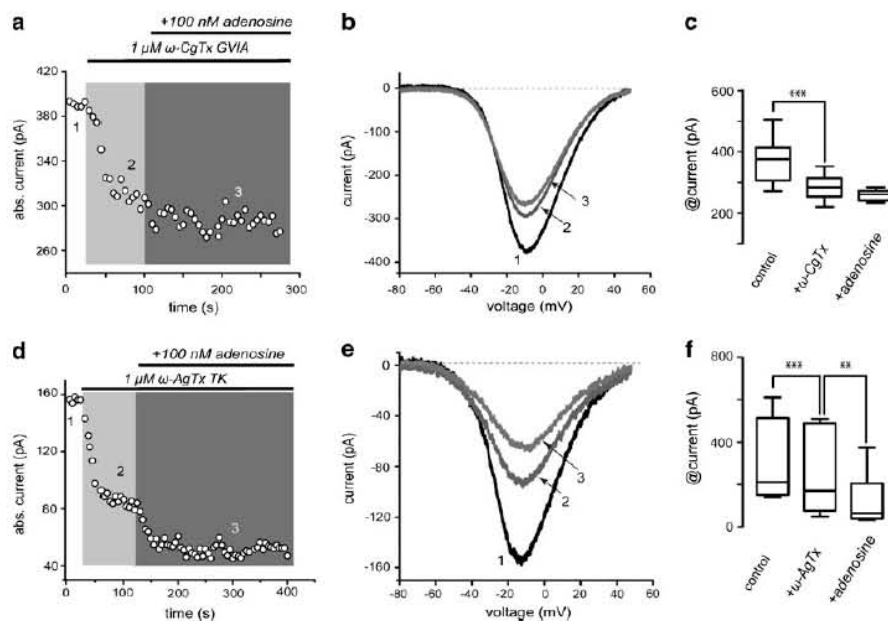 a
+100 nM adenosine
1 µM ω-CgTx GVIA
abs. current (pA)
420
380
340
300
260
1
2
3
0
100
200
300
time (s)
b
current (pA)
0
-100
-200
-300
-400
3
2
1
-80
-60
-40
-20
0
20
40
60
voltage (mV)
c
@current (pA)
600
400
200
***
control
+ω-CgTx
+adenosine
d
+100 nM adenosine
1 µM ω-AgTx TK
abs. current (pA)
160
120
80
40
1
2
3
0
100
200
300
400
time (s)
e
current (pA)
0
-40
-80
-120
-160
3
2
1
-80
-60
-40
-20
0
20
40
60
voltage (mV)
f
@current (pA)
800
400
0
***
**
control
+ω-AgTx
+adenosine